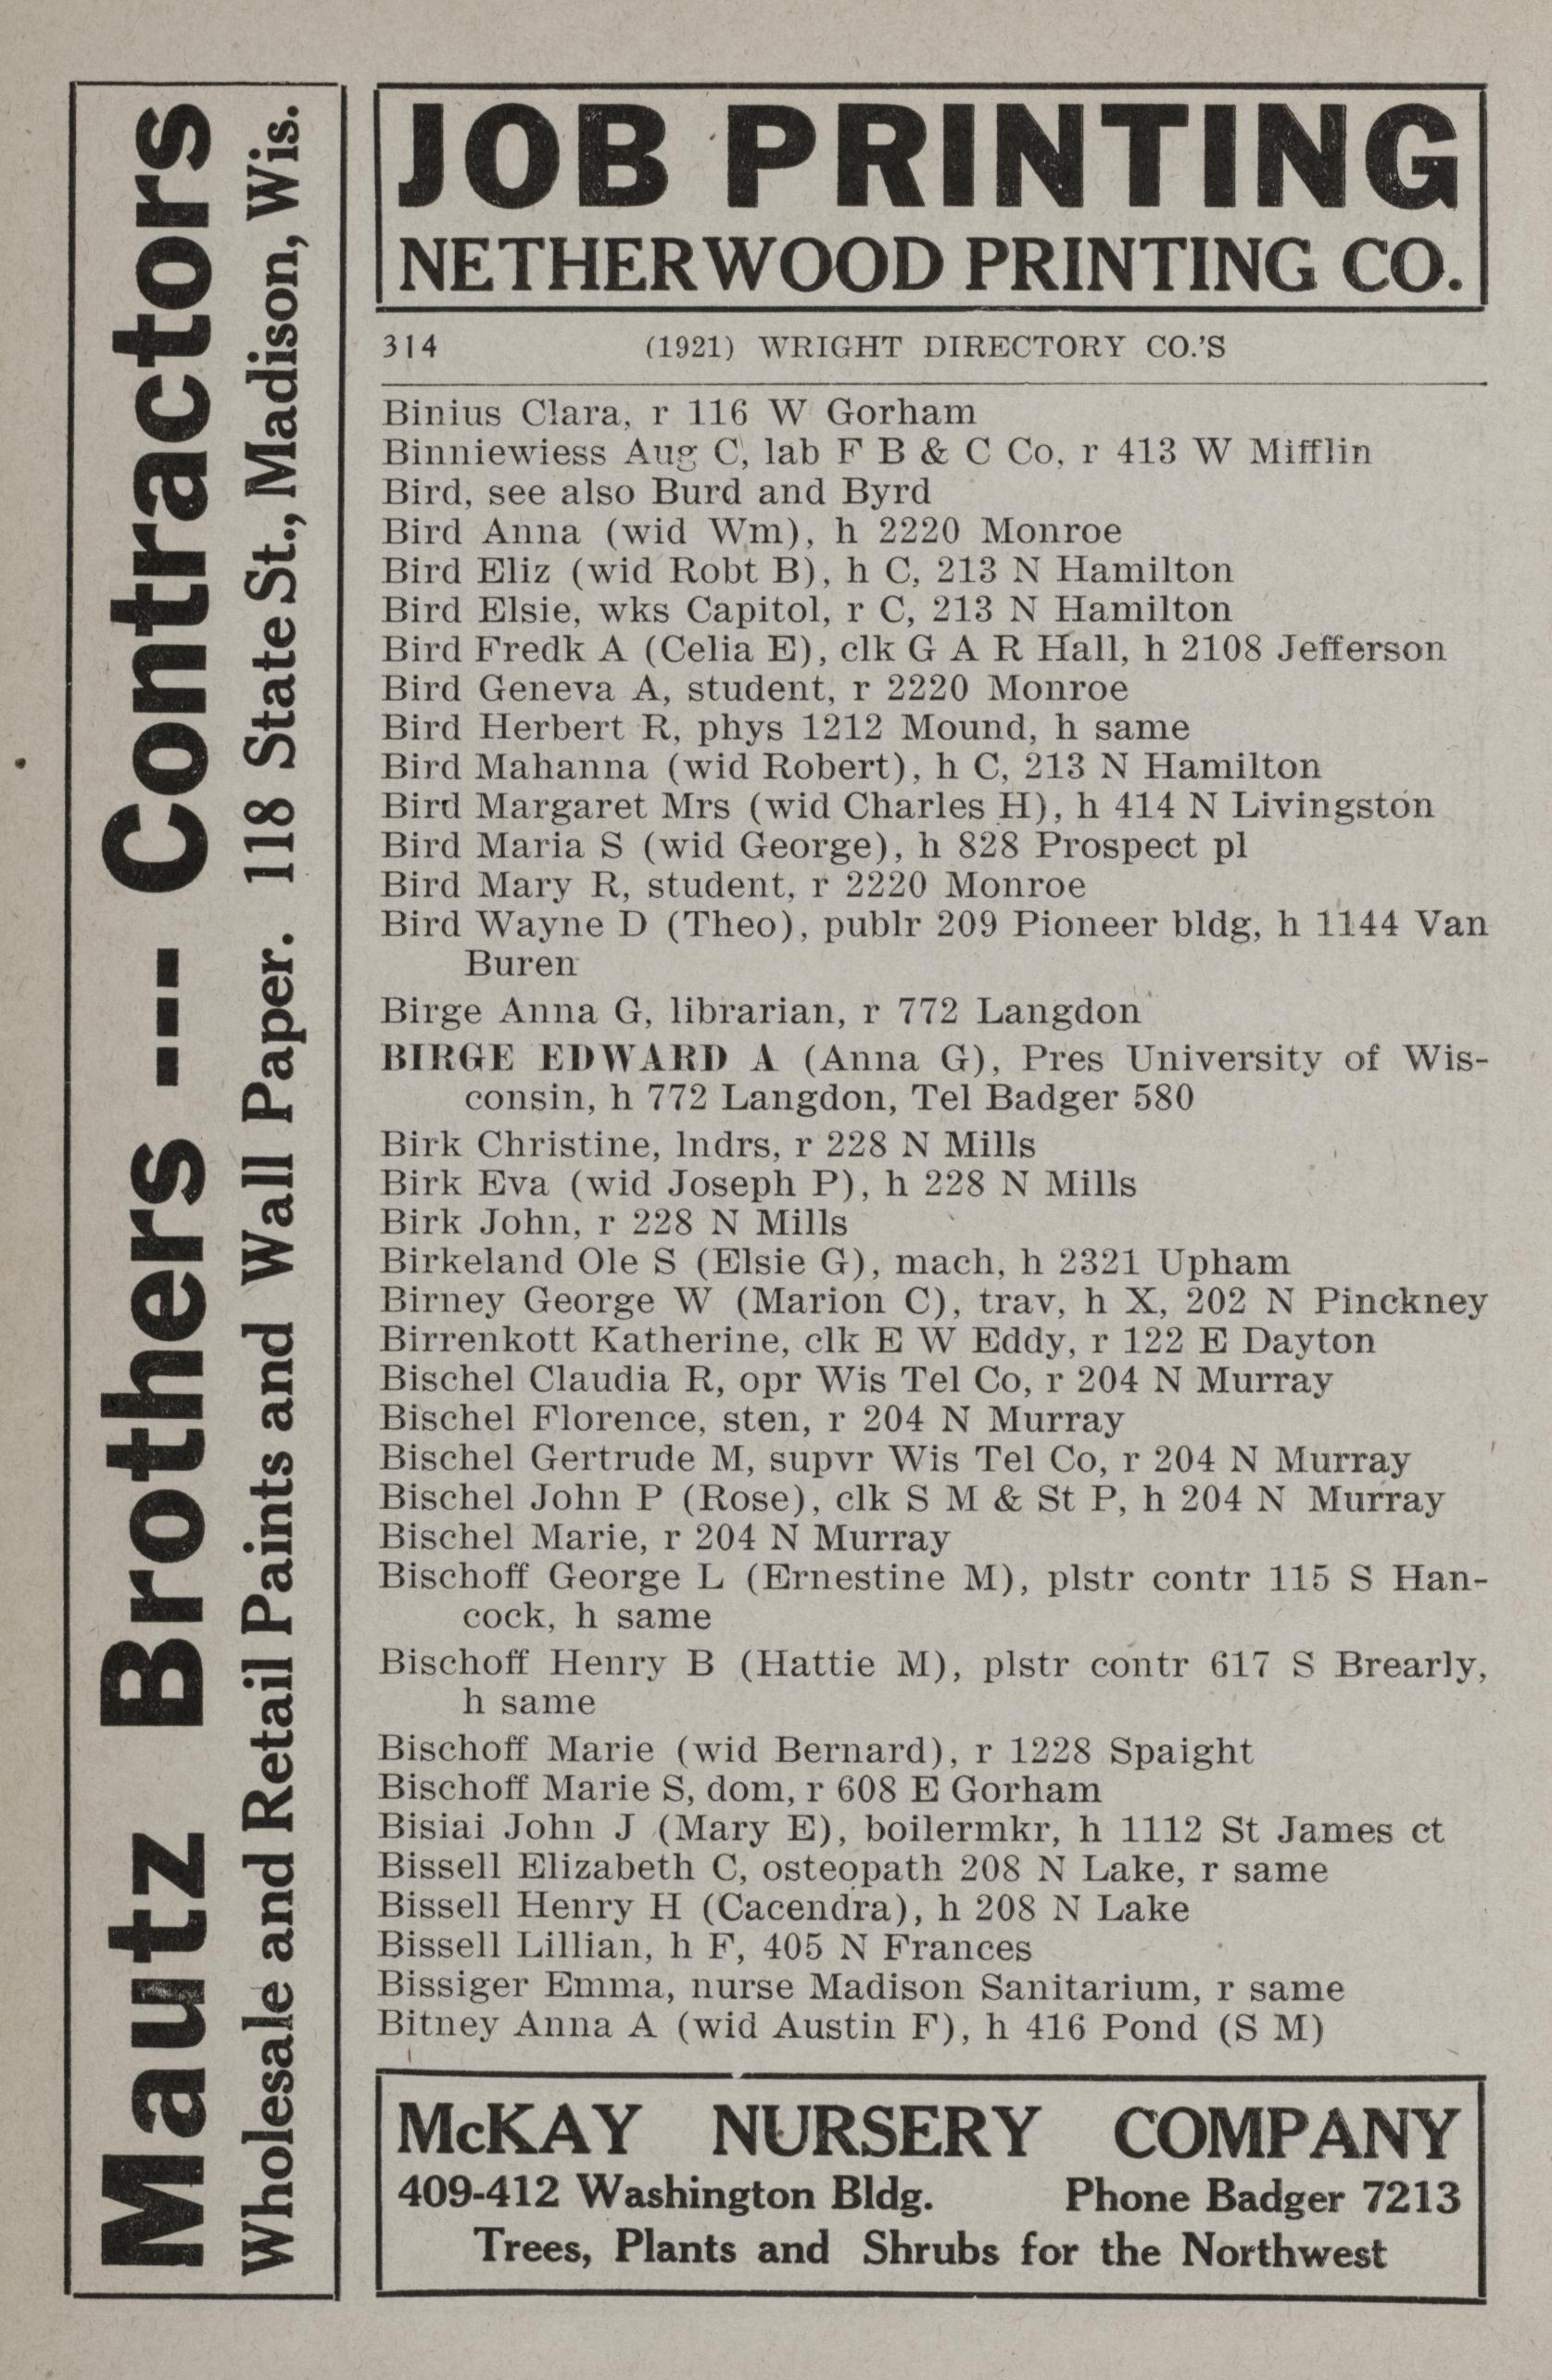 Mautz Brothers --- Contractors
Wholesale and Retail Paints and Wall Paper. 118 State St., Madison, Wis.
JOB PRINTING
NETHERWOOD PRINTING CO.
314 (1921) WRIGHT DIRECTORY CO.'S
Binius Clara, r 116 W Gorham
Binniewiess Aug C, lab F B & C Co, r 413 W Mifflin
Bird, see also Burd and Byrd
Bird Anna (wid Wm), h 2220 Monroe
Bird Eliz (wid Robt B), h C, 213 N Hamilton
Bird Elsie, wks Capitol, r C, 213 N Hamilton
Bird Fredk A (Celia E), clk G A R Hall, h 2108 Jefferson
Bird Geneva A, student, r 2220 Monroe
Bird Herbert R, phys 1212 Mound, h same
Bird Mahanna (wid Robert), h C, 213 N Hamilton
Bird Margaret Mrs (wid Charles H), h 414 N Livingston
Bird Maria S (wid George), h 828 Prospect pl
Bird Mary R, student, r 2220 Monroe
Bird Wayne D (Theo), publr 209 Pioneer bldg, h 1144 Van
Buren
Birge Anna G, librarian, r 772 Langdon
BIRGE EDWARD A (Anna G), Pres University of Wis-
consin, h 772 Langdon, Tel Badger 580
Birk Christine, lndrs, r 228 N Mills
Birk Eva (wid Joseph P), h 228 N Mills
Birk John, r 228 N Mills
Birkeland Ole S (Elsie G), mach, h 2321 Upham
Birney George W (Marion C), trav, h X, 202 N Pinckney
Birrenkott Katherine, clk E W Eddy, r 122 E Dayton
Bischel Claudia R, opr Wis Tel Co, r 204 N Murray
Bischel Florence, sten, r 204 N Murray
Bischel Gertrude M, supvr Wis Tel Co, r 204 N Murray
Bischel John P (Rose), clk S M & St P, h 204 N Murray
Bischel Marie, r 204 N Murray
Bischoff George L (Ernestine M), plstr contr 115 S Han-
cock, h same
Bischoff Henry B (Hattie M), plstr contr 617 S Brearly,
h same
Bischoff Marie (wid Bernard), r 1228 Spaight
Bischoff Marie S, dom, r 608 E Gorham
Bisiai John J (Mary E), boilermkr, h 1112 St James ct
Bissell Elizabeth C, osteopath 208 N Lake, r same
Bissell Henry H (Cacendra), h 208 N Lake
Bissell Lillian, h F, 405 N Frances
Bissiger Emma, nurse Madison Sanitarium, r same
Bitney Anna A (wid Austin F), h 416 Pond (S M)
McKAY NURSERY COMPANY
409-412 Washington Bldg. Phone Badger 7213
Trees, Plants and Shrubs for the Northwest